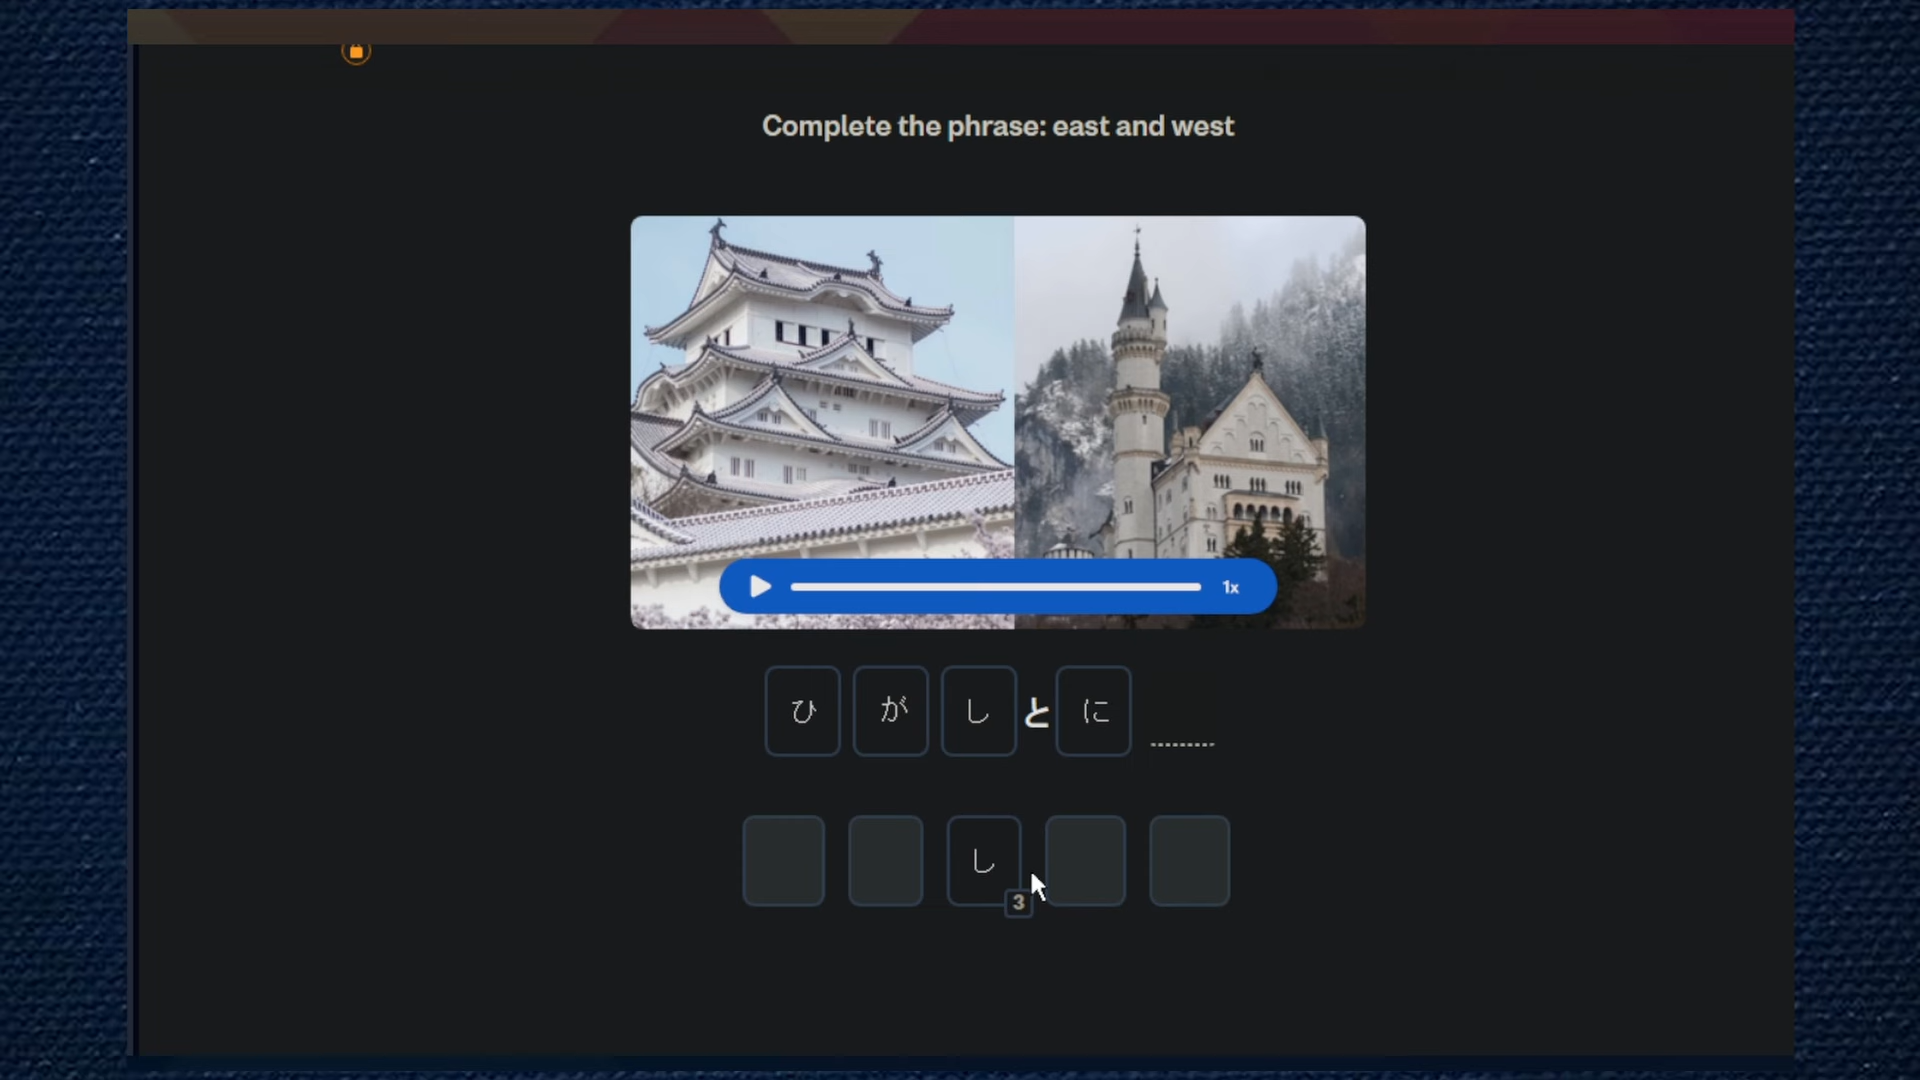 Complete the phrase: east and west
1x
ひ が し と に
し
3